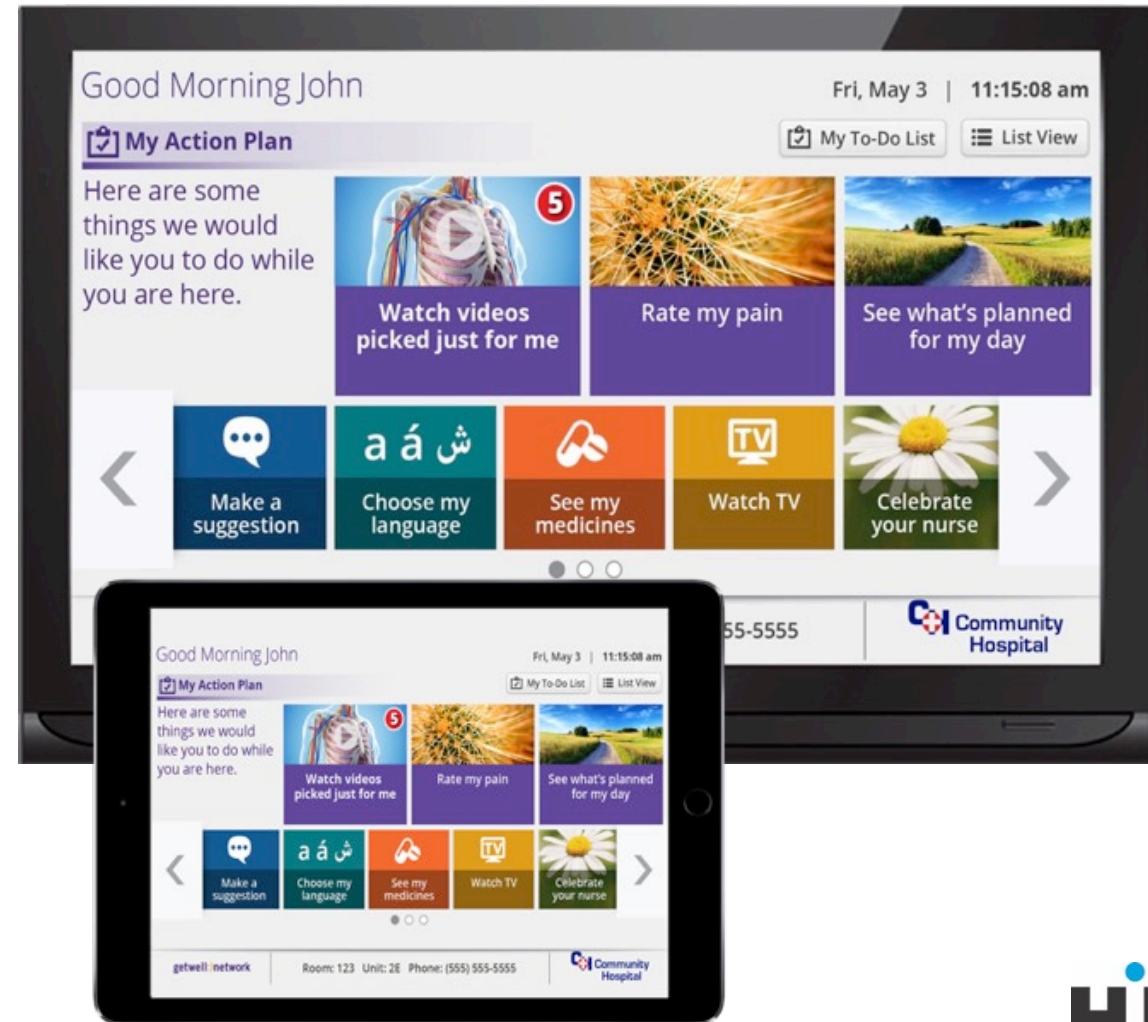 Good Morning John
Fri, May 3 | 11:15:08 am
My Action Plan
My To-Do List
List View
Here are some
things we would
like you to do while
you are here.
5
Watch videos
picked just for me
Rate my pain
See what's planned
for my day
Make a
suggestion
a á ش
Choose my
language
See my
medicines
TV
Watch TV
Celebrate
your nurse
55-5555
Community
Hospital
Good Morning John
Fri, May 3 | 11:15:08 am
My Action Plan
My To-Do List
List View
Here are some
things we would
like you to do while
you are here.
5
Watch videos
picked just for me
Rate my pain
See what's planned
for my day
Make a
suggestion
a á ش
Choose my
language
See my
medicines
TV
Watch TV
Celebrate
your nurse
getwell:)network
Room: 123 Unit: 2E Phone: (555) 555-5555
Community
Hospital